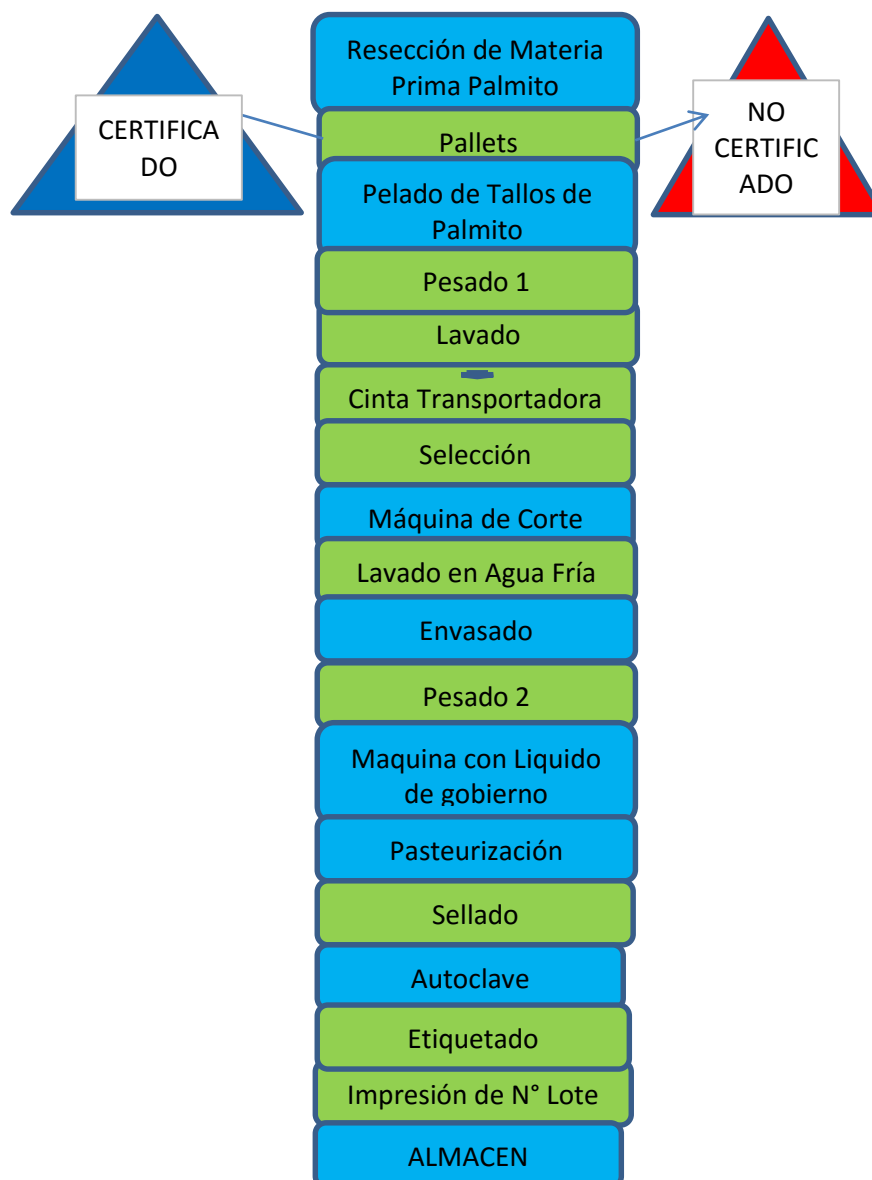 Resección de Materia
Prima Palmito
CERTIFICA
DO
Pallets
NO
CERTIFIC
ADO
Pelado de Tallos de
Palmito
Pesado 1
Lavado
Cinta Transportadora
Selección
Máquina de Corte
Lavado en Agua Fría
Envasado
Pesado 2
Maquina con Liquido
de gobierno
Pasteurización
Sellado
Autoclave
Etiquetado
Impresión de N° Lote
ALMACEN